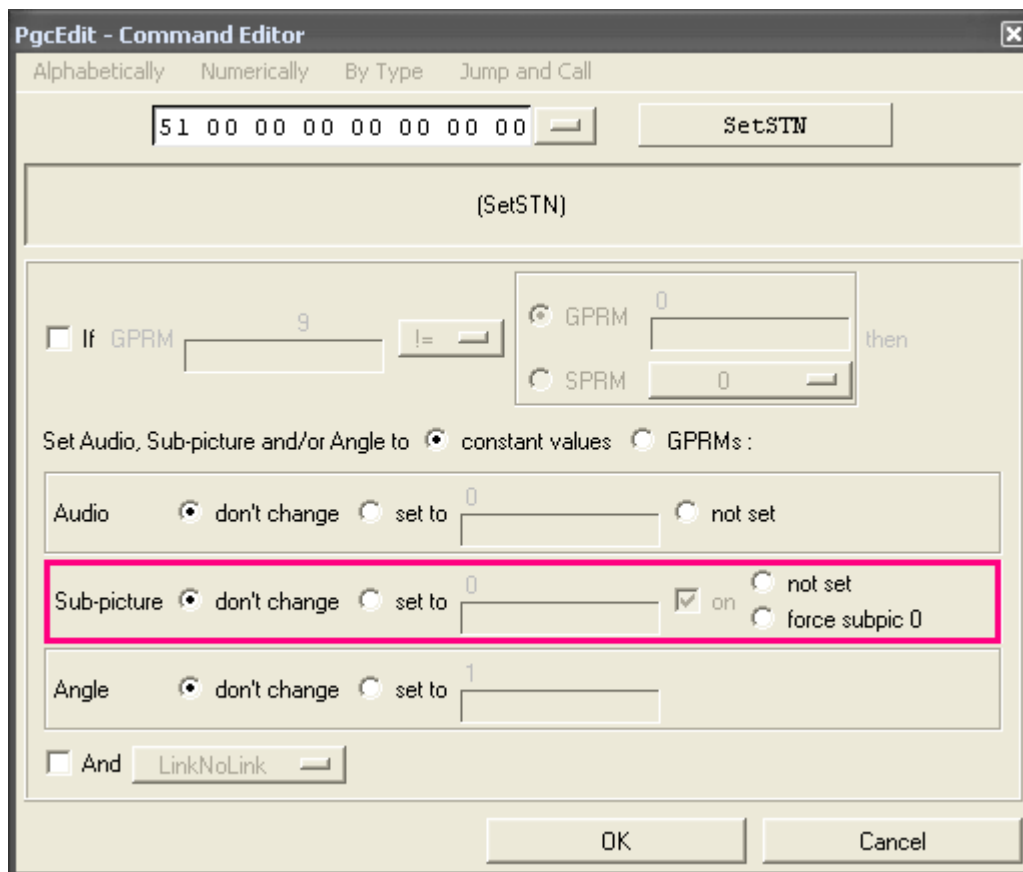 PgcEdit - Command Editor
Alphabetically Numerically By Type Jump and Call
51 00 00 00 00 00 00 00 SetSTN
(SetSTN)
If GPRM 9 != GPRM 0 then
SPRM 0
Set Audio, Sub-picture and/or Angle to constant values GPRMs :
Audio don't change set to 0 not set
Sub-picture don't change set to 0 on not set
force subpic 0
Angle don't change set to 1
And LinkNoLink
OK Cancel